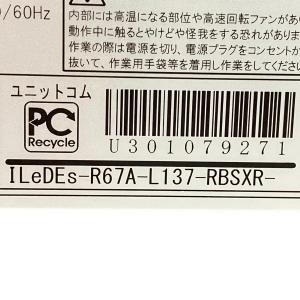 /60Hz
内部には高温になる部位や高速回転ファンがあ
動作中に触るとやけどや怪我をする恐れがあ
作業の際は電源を切り、電源プラグをコンセントか
抜いて、作業用手袋等を着用し作業してくださ
ユニットコム
PC
Recycle
U301079271
ILeDEs-R67A-L137-RBSXR-